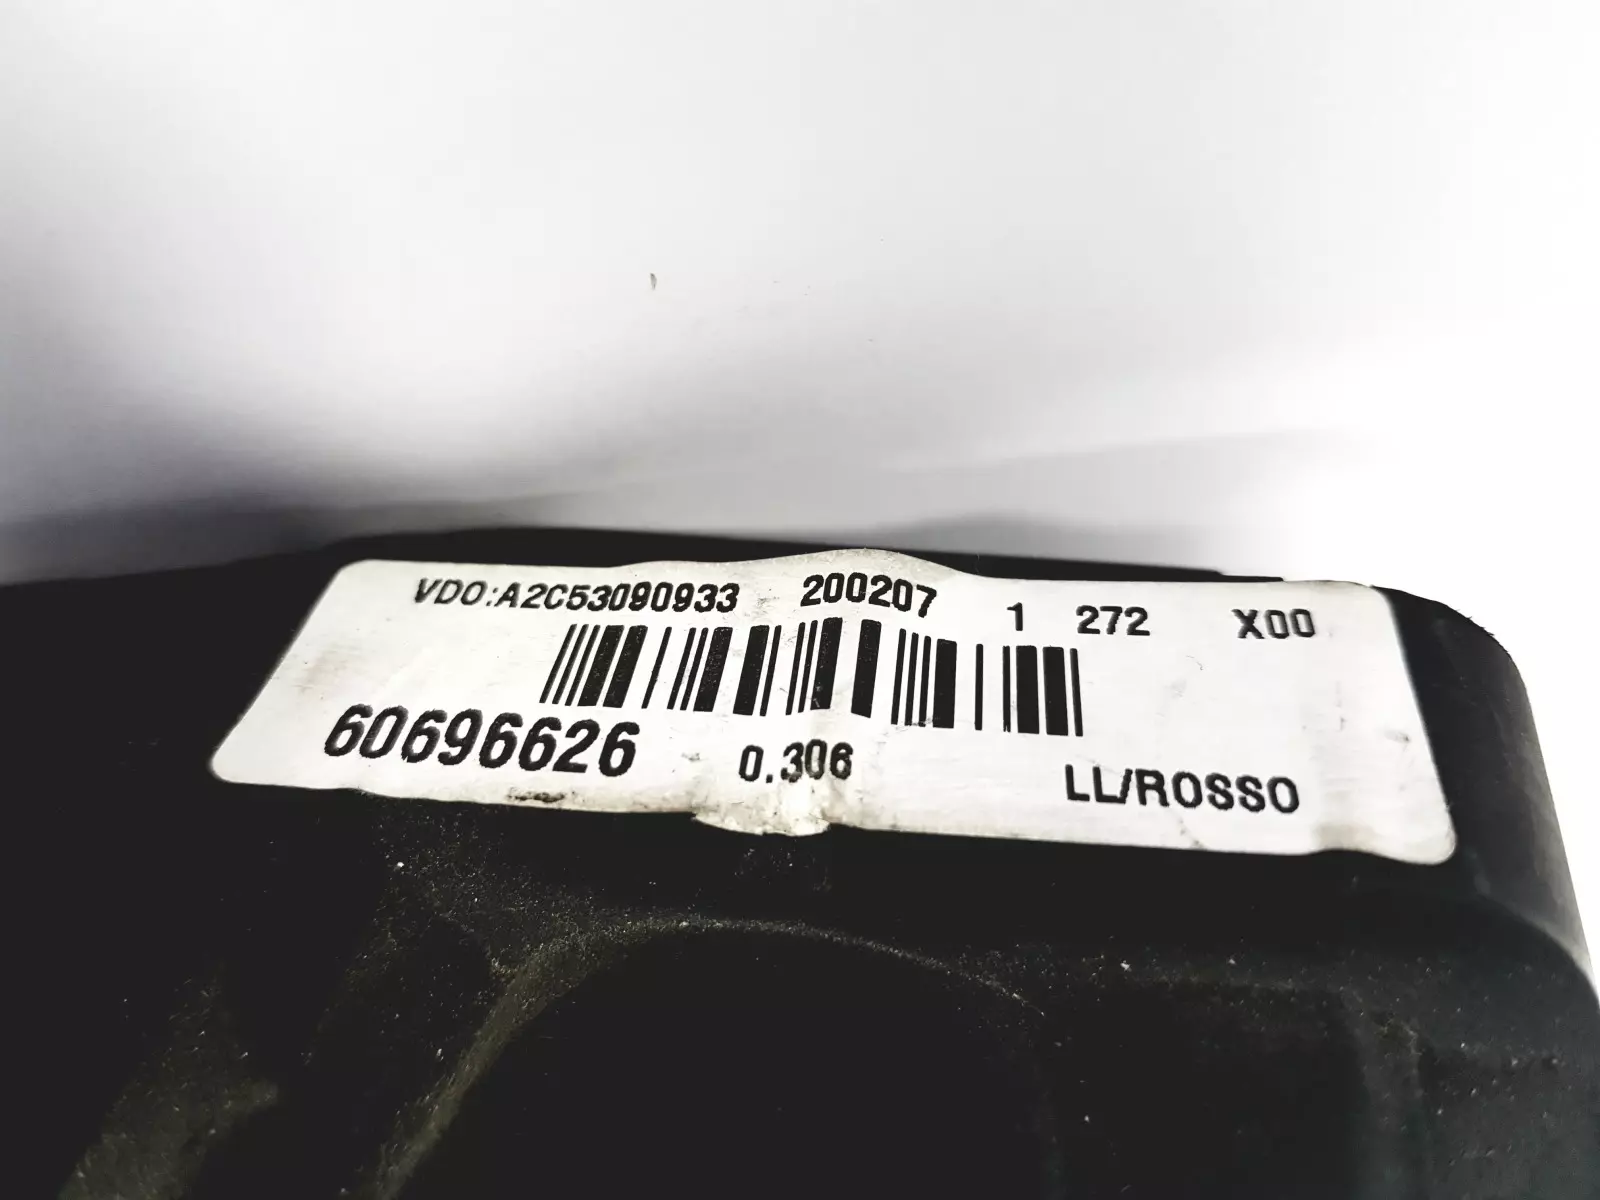 VDO:A2C53090933 200207 1 272 X00
60696626 0.306 LL/ROSSO